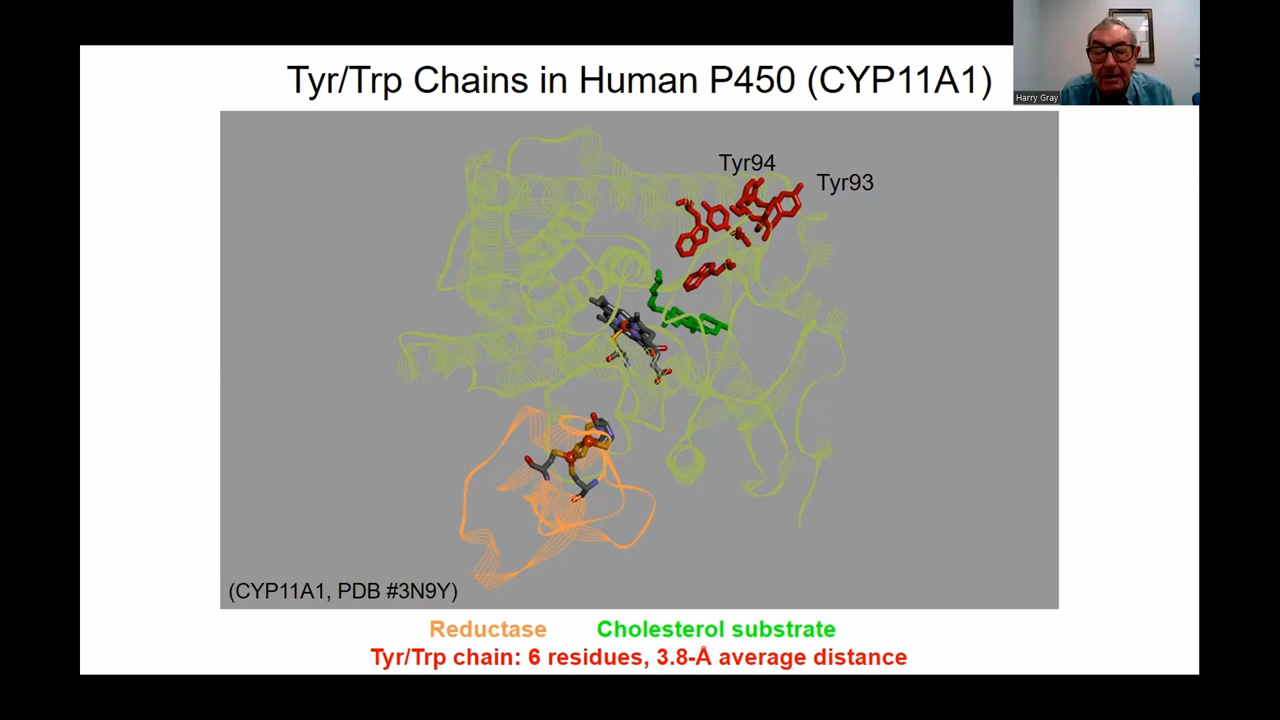 Tyr/Trp Chains in Human P450 (CYP11A1)
Harry Gray
Tyr94
Tyr93
(CYP11A1, PDB #3N9Y)
Reductase
Cholesterol substrate
Tyr/Trp chain: 6 residues, 3.8-Å average distance